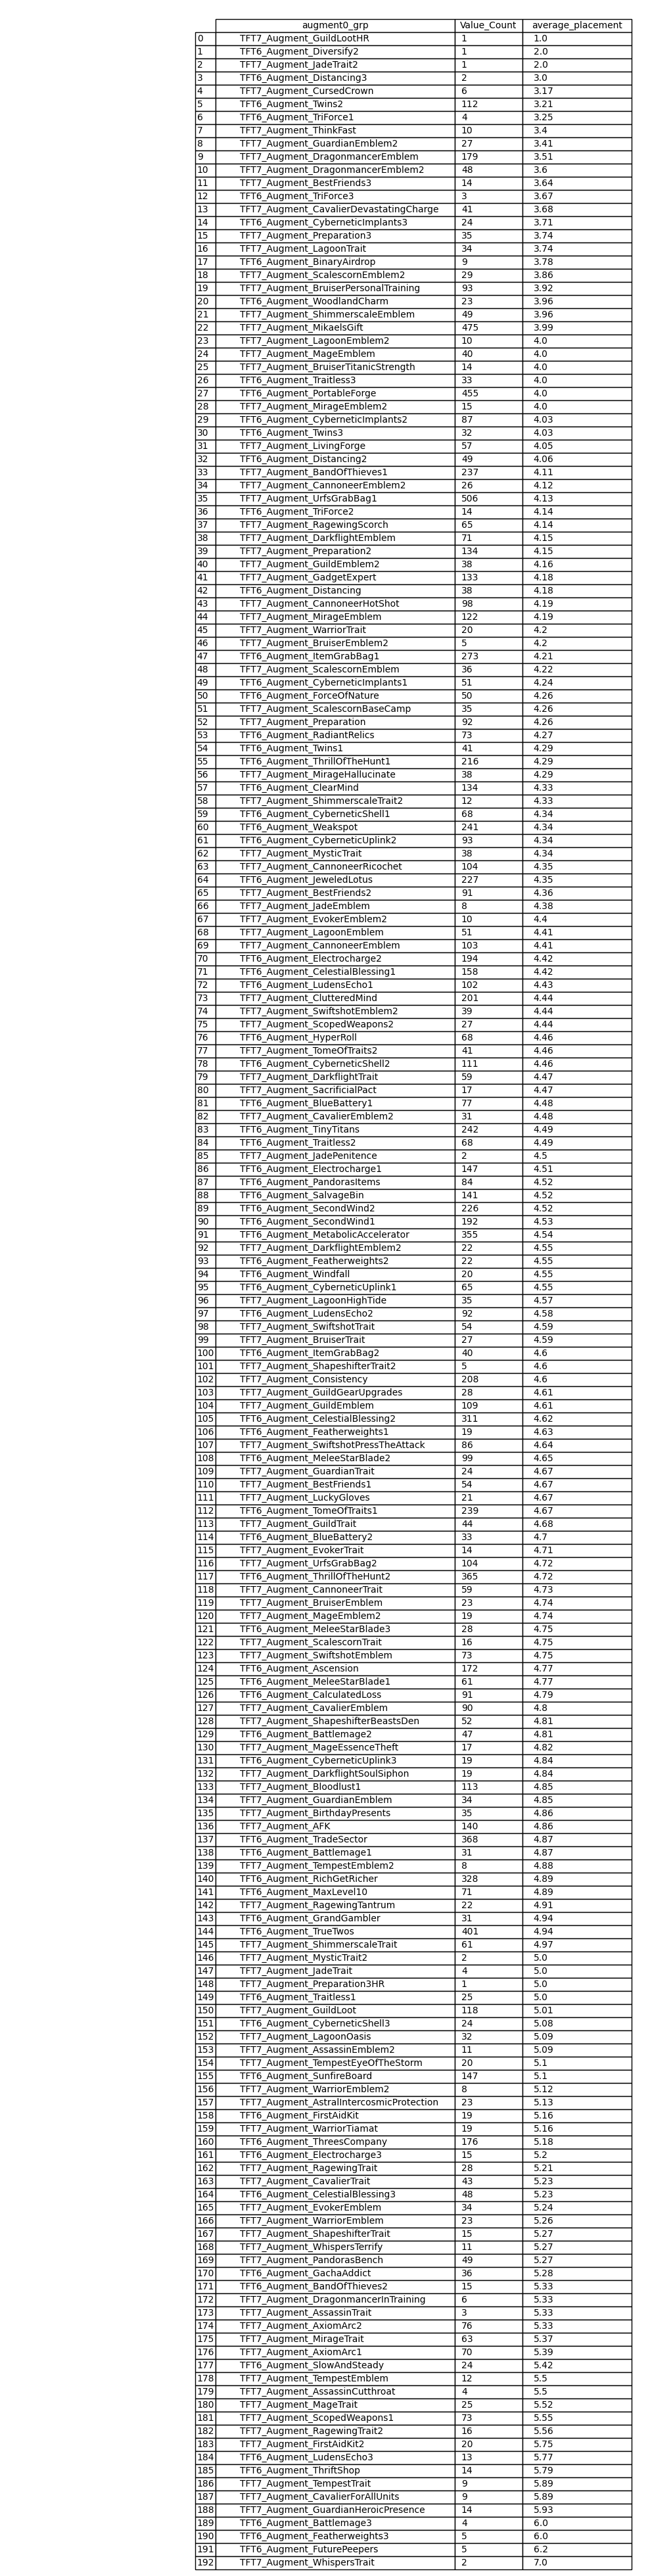 augment0_grp Value_Count average_placement
0 TFT7_Augment_GuildLootHR 1 1.0
1 TFT6_Augment_Diversify2 1 2.0
2 TFT7_Augment_JadeTrait2 1 2.0
3 TFT6_Augment_Distancing3 2 3.0
4 TFT7_Augment_CursedCrown 6 3.17
5 TFT6_Augment_Twins2 112 3.21
6 TFT6_Augment_TriForce1 4 3.25
7 TFT7_Augment_ThinkFast 10 3.4
8 TFT7_Augment_GuardianEmblem2 27 3.41
9 TFT7_Augment_DragonmancerEmblem 179 3.51
10 TFT7_Augment_DragonmancerEmblem2 48 3.6
11 TFT7_Augment_BestFriends3 14 3.64
12 TFT6_Augment_TriForce3 3 3.67
13 TFT7_Augment_CavalierDevastatingCharge 41 3.68
14 TFT6_Augment_CyberneticImplants3 24 3.71
15 TFT7_Augment_Preparation3 35 3.74
16 TFT7_Augment_LagoonTrait 34 3.74
17 TFT6_Augment_BinaryAirdrop 9 3.78
18 TFT7_Augment_ScalescornEmblem2 29 3.86
19 TFT7_Augment_BruiserPersonalTraining 93 3.92
20 TFT6_Augment_WoodlandCharm 23 3.96
21 TFT7_Augment_ShimmerscaleEmblem 49 3.96
22 TFT7_Augment_MikaelsGift 475 3.99
23 TFT7_Augment_LagoonEmblem2 10 4.0
24 TFT7_Augment_MageEmblem 40 4.0
25 TFT7_Augment_BruiserTitanicStrength 14 4.0
26 TFT6_Augment_Traitless3 33 4.0
27 TFT6_Augment_PortableForge 455 4.0
28 TFT7_Augment_MirageEmblem2 15 4.0
29 TFT6_Augment_CyberneticImplants2 87 4.03
30 TFT6_Augment_Twins3 32 4.03
31 TFT7_Augment_LivingForge 57 4.05
32 TFT6_Augment_Distancing2 49 4.06
33 TFT7_Augment_BandOfThieves1 237 4.11
34 TFT7_Augment_CannoneerEmblem2 26 4.12
35 TFT7_Augment_UrfsGrabBag1 506 4.13
36 TFT6_Augment_TriForce2 14 4.14
37 TFT7_Augment_RagewingScorch 65 4.14
38 TFT7_Augment_DarkflightEmblem 71 4.15
39 TFT7_Augment_Preparation2 134 4.15
40 TFT7_Augment_GuildEmblem2 38 4.16
41 TFT7_Augment_GadgetExpert 133 4.18
42 TFT6_Augment_Distancing 38 4.18
43 TFT7_Augment_CannoneerHotShot 98 4.19
44 TFT7_Augment_MirageEmblem 122 4.19
45 TFT7_Augment_WarriorTrait 20 4.2
46 TFT7_Augment_BruiserEmblem2 5 4.2
47 TFT6_Augment_ItemGrabBag1 273 4.21
48 TFT7_Augment_ScalescornEmblem 36 4.22
49 TFT6_Augment_CyberneticImplants1 51 4.24
50 TFT6_Augment_ForceOfNature 50 4.26
51 TFT7_Augment_ScalescornBaseCamp 35 4.26
52 TFT7_Augment_Preparation 92 4.26
53 TFT6_Augment_RadiantRelics 73 4.27
54 TFT6_Augment_Twins1 41 4.29
55 TFT6_Augment_ThrillOfTheHunt1 216 4.29
56 TFT7_Augment_MirageHallucinate 38 4.29
57 TFT6_Augment_ClearMind 134 4.33
58 TFT7_Augment_ShimmerscaleTrait2 12 4.33
59 TFT6_Augment_CyberneticShell1 68 4.34
60 TFT6_Augment_Weakspot 241 4.34
61 TFT6_Augment_CyberneticUplink2 93 4.34
62 TFT7_Augment_MysticTrait 38 4.34
63 TFT7_Augment_CannoneerRicochet 104 4.35
64 TFT6_Augment_JeweledLotus 227 4.35
65 TFT7_Augment_BestFriends2 91 4.36
66 TFT7_Augment_JadeEmblem 8 4.38
67 TFT7_Augment_EvokerEmblem2 10 4.4
68 TFT7_Augment_LagoonEmblem 51 4.41
69 TFT7_Augment_CannoneerEmblem 103 4.41
70 TFT6_Augment_Electrocharge2 194 4.42
71 TFT6_Augment_CelestialBlessing1 158 4.42
72 TFT6_Augment_LudensEcho1 102 4.43
73 TFT7_Augment_ClutteredMind 201 4.44
74 TFT7_Augment_SwiftshotEmblem2 39 4.44
75 TFT7_Augment_ScopedWeapons2 27 4.44
76 TFT6_Augment_HyperRoll 68 4.46
77 TFT6_Augment_TomeOfTraits2 41 4.46
78 TFT6_Augment_CyberneticShell2 111 4.46
79 TFT7_Augment_DarkflightTrait 59 4.47
80 TFT7_Augment_SacrificialPact 17 4.47
81 TFT7_Augment_BlueBattery1 77 4.48
82 TFT7_Augment_CavalierEmblem2 31 4.48
83 TFT6_Augment_TinyTitans 242 4.49
84 TFT6_Augment_Traitless2 68 4.49
85 TFT7_Augment_JadePenitence 2 4.5
86 TFT6_Augment_Electrocharge1 147 4.51
87 TFT6_Augment_PandorasItems 84 4.52
88 TFT6_Augment_SalvageBin 141 4.52
89 TFT6_Augment_SecondWind2 226 4.52
90 TFT6_Augment_SecondWind1 192 4.53
91 TFT6_Augment_MetabolicAccelerator 355 4.54
92 TFT7_Augment_DarkflightEmblem2 22 4.55
93 TFT6_Augment_Featherweights2 22 4.55
94 TFT6_Augment_Windfall 20 4.55
95 TFT6_Augment_CyberneticUplink1 65 4.55
96 TFT7_Augment_LagoonHighTide 35 4.57
97 TFT6_Augment_LudensEcho2 92 4.58
98 TFT7_Augment_SwiftshotTrait 54 4.59
99 TFT7_Augment_BruiserTrait 27 4.59
100 TFT6_Augment_ItemGrabBag2 40 4.6
101 TFT7_Augment_ShapeshifterTrait2 5 4.6
102 TFT7_Augment_Consistency 208 4.6
103 TFT7_Augment_GuildGearUpgrades 28 4.61
104 TFT7_Augment_GuildEmblem 109 4.61
105 TFT6_Augment_CelestialBlessing2 311 4.62
106 TFT6_Augment_Featherweights1 19 4.63
107 TFT7_Augment_SwiftshotPressTheAttack 86 4.64
108 TFT6_Augment_MeleeStarBlade2 99 4.65
109 TFT7_Augment_GuardianTrait 24 4.67
110 TFT7_Augment_BestFriends1 54 4.67
111 TFT7_Augment_LuckyGloves 21 4.67
112 TFT6_Augment_TomeOfTraits1 239 4.67
113 TFT7_Augment_GuildTrait 44 4.68
114 TFT6_Augment_BlueBattery2 33 4.7
115 TFT7_Augment_EvokerTrait 14 4.71
116 TFT7_Augment_UrfsGrabBag2 104 4.72
117 TFT6_Augment_ThrillOfTheHunt2 365 4.72
118 TFT7_Augment_CannoneerTrait 59 4.73
119 TFT7_Augment_BruiserEmblem 23 4.74
120 TFT7_Augment_MageEmblem2 19 4.74
121 TFT6_Augment_MeleeStarBlade3 28 4.75
122 TFT7_Augment_ScalescornTrait 16 4.75
123 TFT7_Augment_SwiftshotEmblem 73 4.75
124 TFT6_Augment_Ascension 172 4.77
125 TFT6_Augment_MeleeStarBlade1 61 4.77
126 TFT6_Augment_CalculatedLoss 91 4.79
127 TFT7_Augment_CavalierEmblem 90 4.8
128 TFT7_Augment_ShapeshifterBeastsDen 52 4.81
129 TFT6_Augment_Battlemage2 47 4.81
130 TFT7_Augment_MageEssenceTheft 17 4.82
131 TFT6_Augment_CyberneticUplink3 19 4.84
132 TFT7_Augment_DarkflightSoulSiphon 19 4.84
133 TFT7_Augment_Bloodlust1 113 4.85
134 TFT7_Augment_GuardianEmblem 34 4.85
135 TFT7_Augment_BirthdayPresents 35 4.86
136 TFT7_Augment_AFK 140 4.86
137 TFT6_Augment_TradeSector 368 4.87
138 TFT6_Augment_Battlemage1 31 4.87
139 TFT7_Augment_TempestEmblem2 8 4.88
140 TFT6_Augment_RichGetRicher 328 4.89
141 TFT6_Augment_MaxLevel10 71 4.89
142 TFT7_Augment_RagewingTantrum 22 4.91
143 TFT6_Augment_GrandGambler 31 4.94
144 TFT6_Augment_TrueTwos 401 4.94
145 TFT7_Augment_ShimmerscaleTrait 61 4.97
146 TFT7_Augment_MysticTrait2 2 5.0
147 TFT7_Augment_JadeTrait 4 5.0
148 TFT7_Augment_Preparation3HR 1 5.0
149 TFT6_Augment_Traitless1 25 5.0
150 TFT7_Augment_GuildLoot 118 5.01
151 TFT6_Augment_CyberneticShell3 24 5.08
152 TFT7_Augment_LagoonOasis 32 5.09
153 TFT7_Augment_AssassinEmblem2 11 5.09
154 TFT7_Augment_TempestEyeOfTheStorm 20 5.1
155 TFT6_Augment_SunfireBoard 147 5.1
156 TFT7_Augment_WarriorEmblem2 8 5.12
157 TFT7_Augment_AstralIntercosmicProtection 23 5.13
158 TFT6_Augment_FirstAidKit 19 5.16
159 TFT7_Augment_WarriorTiamat 19 5.16
160 TFT6_Augment_ThreesCompany 176 5.18
161 TFT6_Augment_Electrocharge3 15 5.2
162 TFT7_Augment_RagewingTrait 28 5.21
163 TFT7_Augment_CavalierTrait 43 5.23
164 TFT6_Augment_CelestialBlessing3 48 5.23
165 TFT7_Augment_EvokerEmblem 34 5.24
166 TFT7_Augment_WarriorEmblem 23 5.26
167 TFT7_Augment_ShapeshifterTrait 15 5.27
168 TFT7_Augment_WhispersTerrify 11 5.27
169 TFT7_Augment_PandorasBench 49 5.27
170 TFT6_Augment_GachaAddict 36 5.28
171 TFT6_Augment_BandOfThieves2 15 5.33
172 TFT7_Augment_DragonmancerInTraining 6 5.33
173 TFT7_Augment_AssassinTrait 3 5.33
174 TFT7_Augment_AxiomArc2 76 5.33
175 TFT7_Augment_MirageTrait 63 5.37
176 TFT7_Augment_AxiomArc1 70 5.39
177 TFT6_Augment_SlowAndSteady 24 5.42
178 TFT7_Augment_TempestEmblem 12 5.5
179 TFT7_Augment_AssassinCutthroat 4 5.5
180 TFT7_Augment_MageTrait 25 5.52
181 TFT7_Augment_ScopedWeapons1 73 5.55
182 TFT7_Augment_RagewingTrait2 16 5.56
183 TFT7_Augment_FirstAidKit2 20 5.75
184 TFT6_Augment_LudensEcho3 13 5.77
185 TFT6_Augment_ThriftShop 14 5.79
186 TFT7_Augment_TempestTrait 9 5.89
187 TFT7_Augment_CavalierForAllUnits 9 5.89
188 TFT7_Augment_GuardianHeroicPresence 14 5.93
189 TFT6_Augment_Battlemage3 4 6.0
190 TFT6_Augment_Featherweights3 5 6.0
191 TFT6_Augment_FuturePeepers 5 6.2
192 TFT7_Augment_WhispersTrait 2 7.0